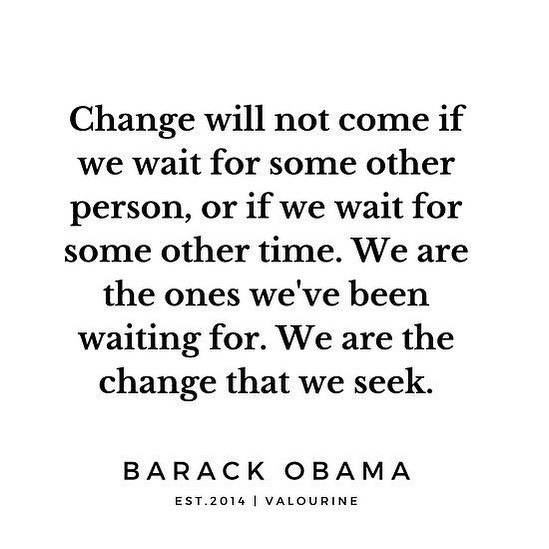 Change will not come if
we wait for some other
person, or if we wait for
some other time. We are
the ones we've been
waiting for. We are the
change that we seek.
BARACK OBAMA
EST.2014 | VALOURINE